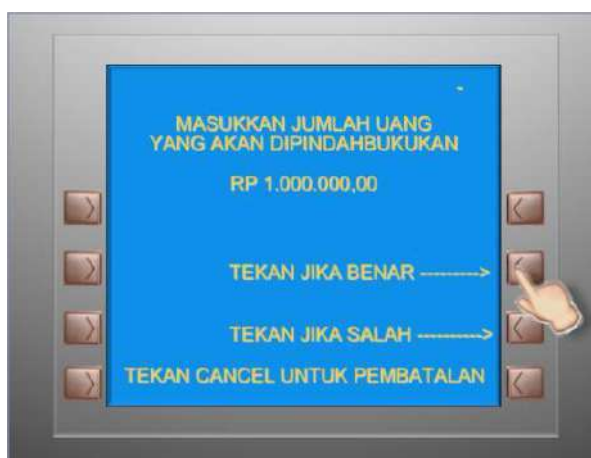 MASUKKAN JUMLAH UANG
YANG AKAN DIPINDAHBUKUKAN
RP 1.000.000,00
TEKAN JIKA BENAR --------->
TEKAN JIKA SALAH ---------->
TEKAN CANCEL UNTUK PEMBATALAN